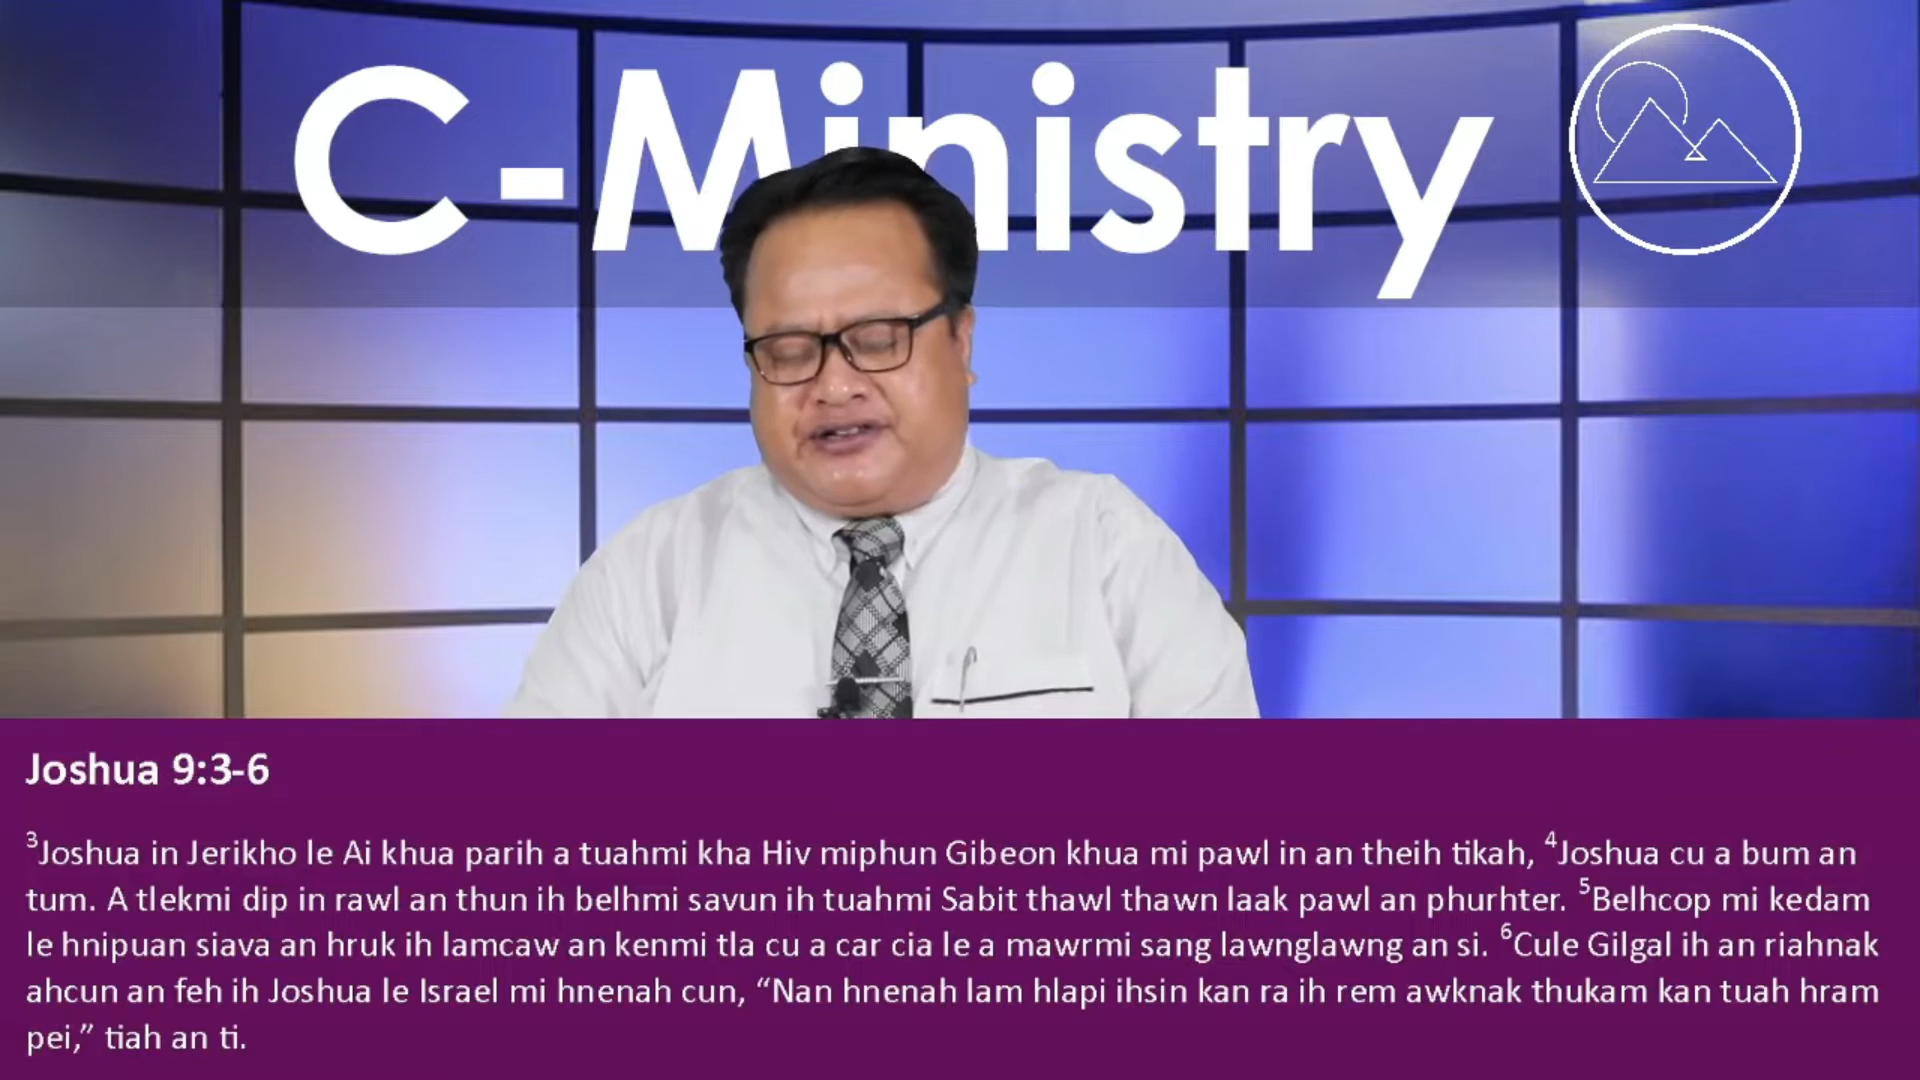 C-Ministry
Joshua 9:3-6
³Joshua in Jerikho le Ai khua parih a tuahmi kha Hiv miphun Gibeon khua mi pawl in an theih tikah, ⁴Joshua cu a bum an
tum. A tlekmi dip in rawl an thun ih belhmi savun ih tuahmi Sabit thawl thawn laak pawl an phurhter. ⁵Belhcop mi kedam
le hnipuan siava an hruk ih lamcaw an kenmi tla cu a car cia le a mawrmi sang lawnglawng an si. ⁶Cule Gilgal ih an riahnak
ahcun an feh ih Joshua le Israel mi hnenah cun, “Nan hnenah lam hlapi ihsin kan ra ih rem awknak thukam kan tuah hram
pei,” tiah an ti.